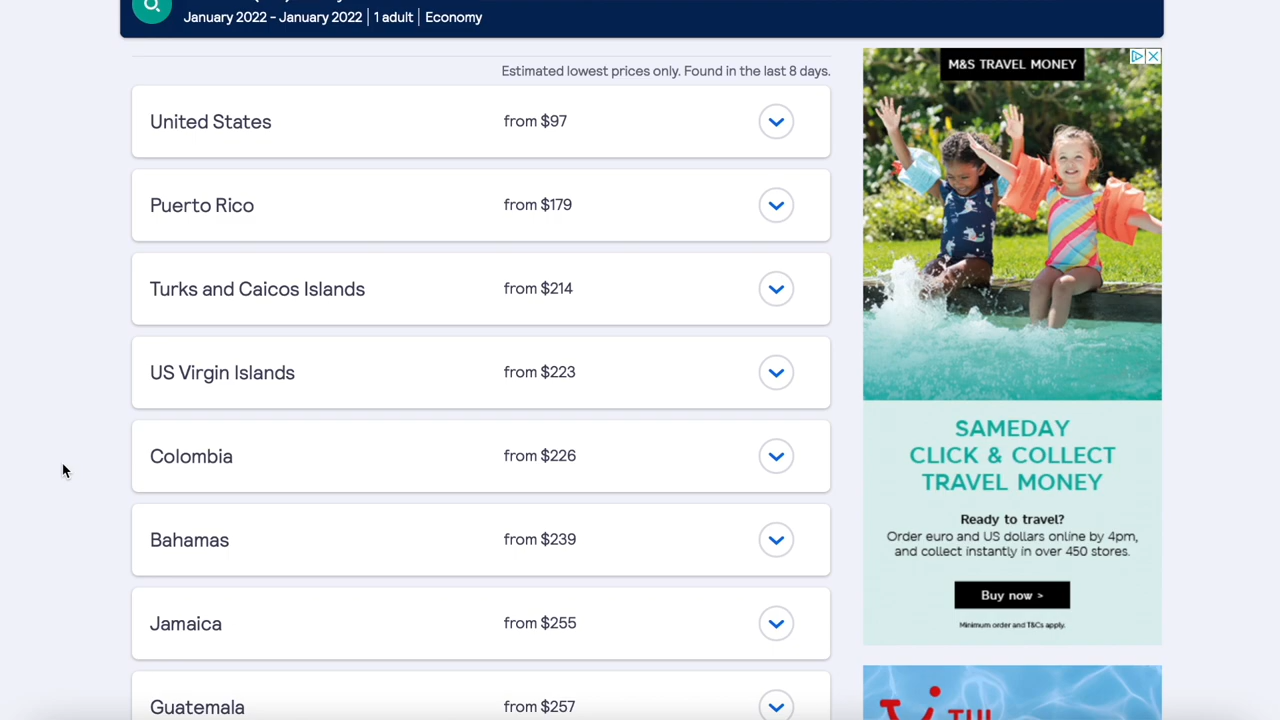 January 2022 - January 2022 | 1 adult | Economy
Estimated lowest prices only. Found in the last 8 days.
United States from $97
Puerto Rico from $179
Turks and Caicos Islands from $214
US Virgin Islands from $223
Colombia from $226
Bahamas from $239
Jamaica from $255
Guatemala from $257
M&S TRAVEL MONEY
SAMEDAY
CLICK & COLLECT
TRAVEL MONEY
Ready to travel?
Order euro and US dollars online by 4pm,
and collect instantly in over 450 stores.
Buy now >
Minimum order and T&Cs apply.
TUI